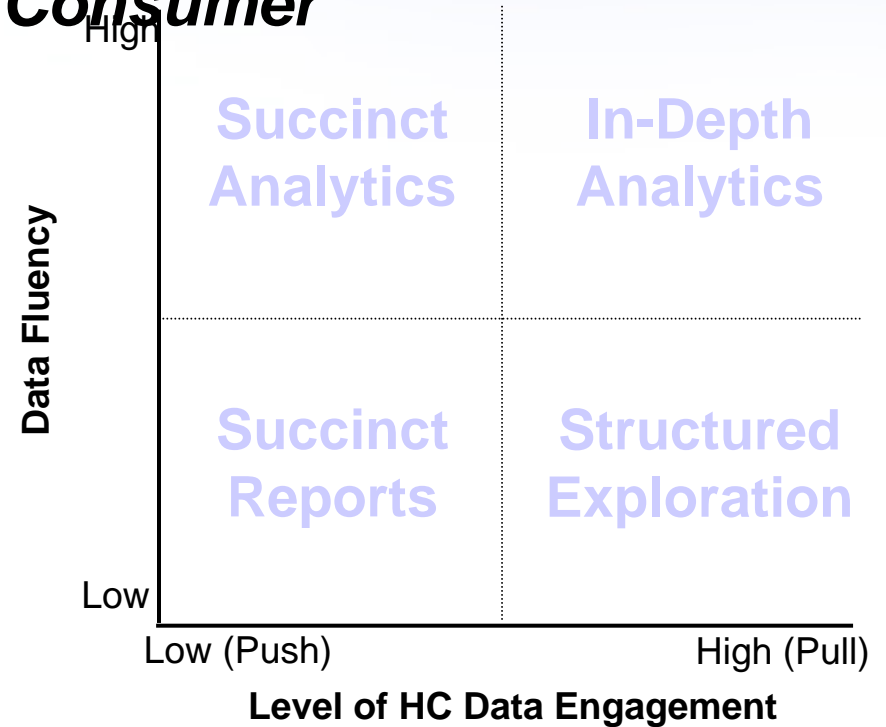 Consumer
High
Succinct
Analytics
In-Depth
Analytics
Data Fluency
Succinct
Reports
Structured
Exploration
Low
Low (Push)
High (Pull)
Level of HC Data Engagement